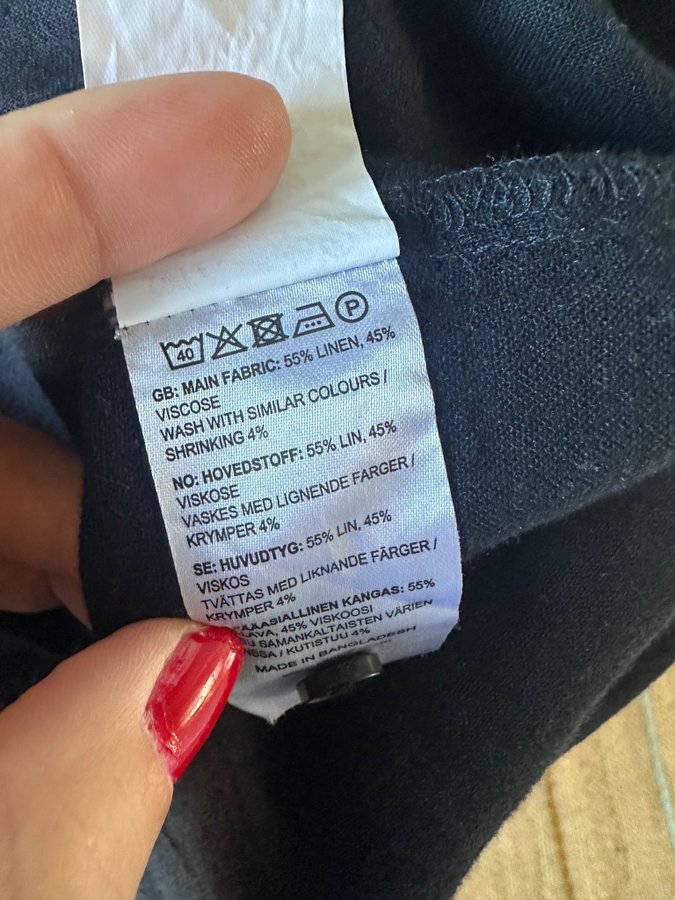 40 P
GB: MAIN FABRIC: 55% LINEN, 45%
VISCOSE
WASH WITH SIMILAR COLOURS /
SHRINKING 4%
NO: HOVEDSTOFF: 55% LIN, 45%
VISKOSE
VASKES MED LIGNENDE FARGER /
KRYMPER 4%
SE: HUVUDTYG: 55% LIN, 45%
VISKOS
TVÄTTAS MED LIKNANDE FÄRGER /
KRYMPER 4%
KANGAS: 55%
45% VISKOOSI
SAMANKALTAISTEN VÄRIEN
/ KUTISTUU 4%
MADE IN BANGLADESH